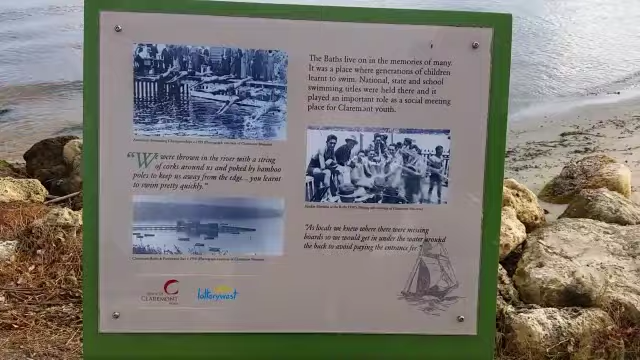 The Baths live on in the memories of many.
It was a place where generations of children
learnt to swim. National, state and school
swimming titles were held there and it
played an important role as a social meeting
place for Claremont youth.
"We were thrown in the river with a string
of corks around us and poked by bamboo
poles to keep us away from the edge... you learnt
to swim pretty quickly."
"As locals we knew where there were missing
boards so we would get in under the water around
the back to avoid paying the entrance fee."
CLAREMONT
lotterywest